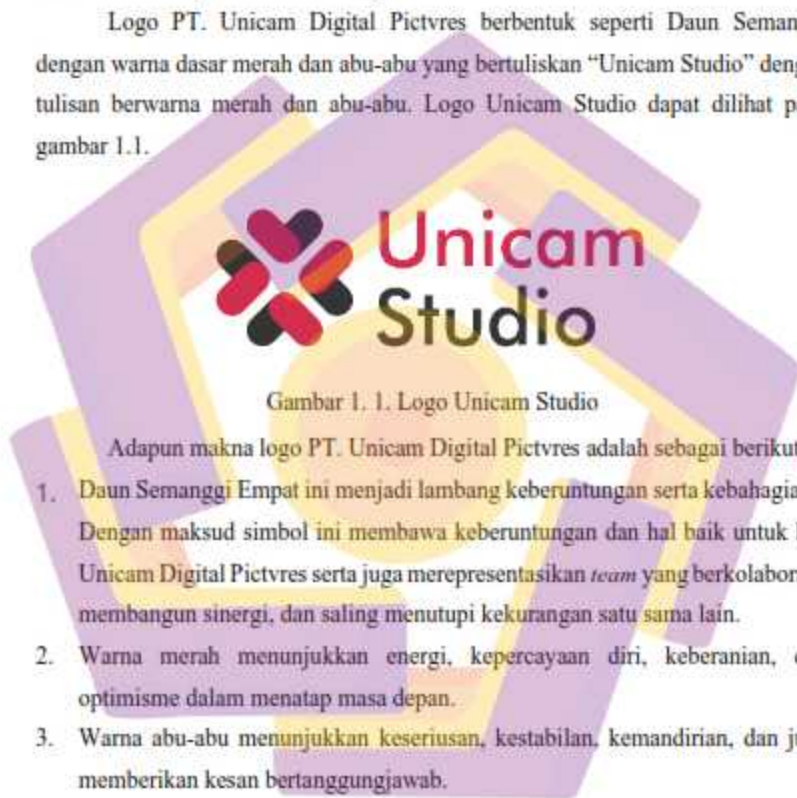 Logo PT. Unicam Digital Pictvres berbentuk seperti Daun Seman
dengan warna dasar merah dan abu-abu yang bertuliskan “Unicam Studio” deng
tulisan berwarna merah dan abu-abu. Logo Unicam Studio dapat dilihat p
gambar 1.1.
Unicam
Studio
Gambar 1. 1. Logo Unicam Studio
Adapun makna logo PT. Unicam Digital Pictvres adalah sebagai berikut
1. Daun Semanggi Empat ini menjadi lambang keberuntungan serta kebahagia
Dengan maksud simbol ini membawa keberuntungan dan hal baik untuk
Unicam Digital Pictvres serta juga merepresentasikan team yang berkolabor
membangun sinergi, dan saling menutupi kekurangan satu sama lain.
2. Warna merah menunjukkan energi, kepercayaan diri, keberanian,
optimisme dalam menatap masa depan.
3. Warna abu-abu menunjukkan keseriusan, kestabilan, kemandirian, dan ju
memberikan kesan bertanggungjawab.